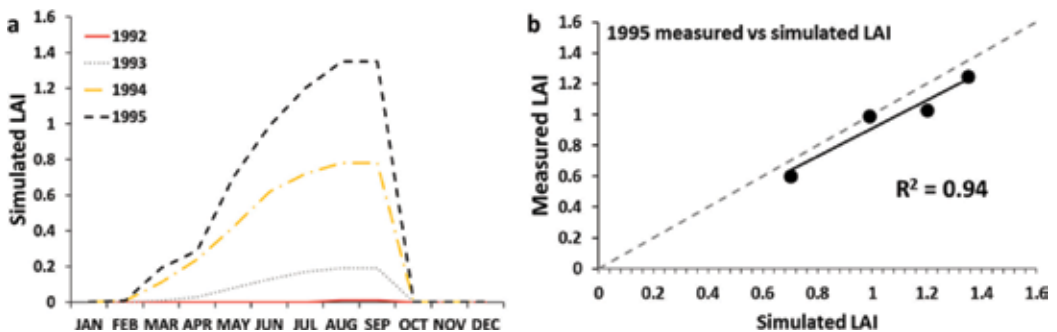 a
Simulated LAI
1.6
1.4
1.2
1
0.8
0.6
0.4
0.2
0
1992
1993
1994
1995
JAN FEB MAR APR MAY JUN JUL AUG SEP OCT NOV DEC
b
Measured LAI
1.6
1.4
1.2
1
0.8
0.6
0.4
0.2
0
1995 measured vs simulated LAI
R² = 0.94
0 0.2 0.4 0.6 0.8 1 1.2 1.4 1.6
Simulated LAI